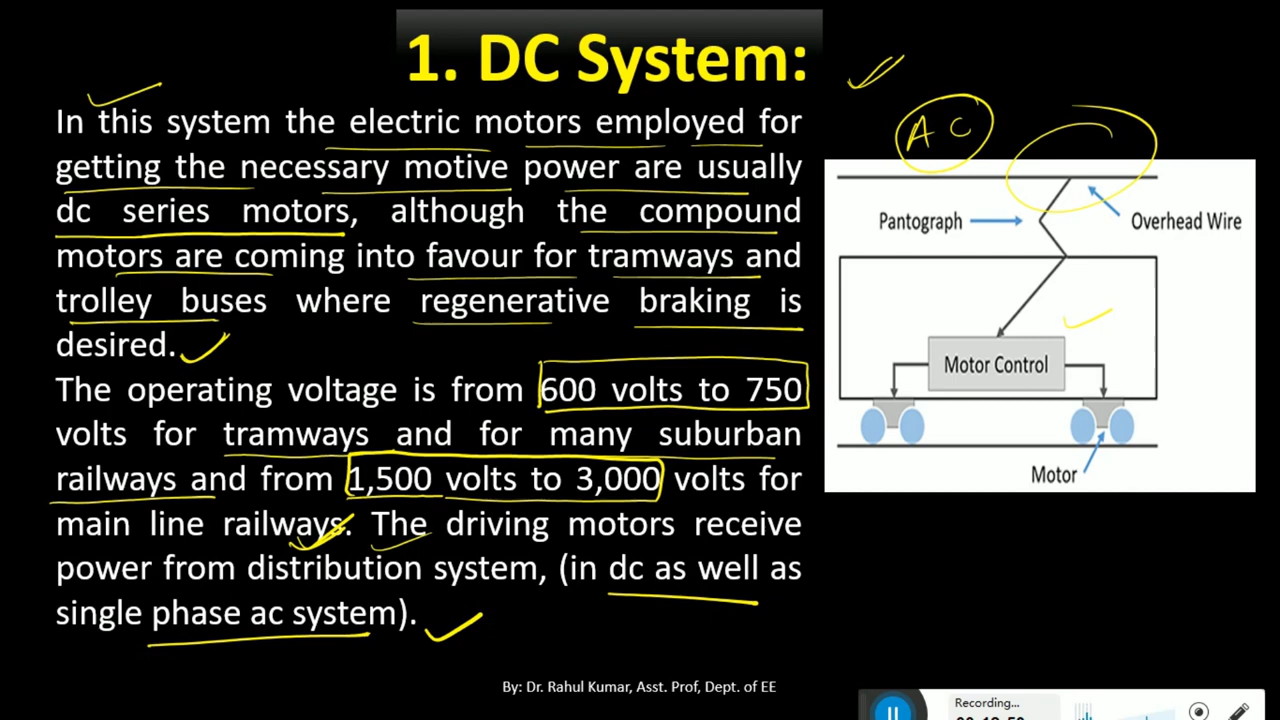 1. DC System:
In this system the electric motors employed for
getting the necessary motive power are usually
dc series motors, although the compound
motors are coming into favour for tramways and
trolley buses where regenerative braking is
desired.
The operating voltage is from 600 volts to 750
volts for tramways and for many suburban
railways and from 1,500 volts to 3,000 volts for
main line railways. The driving motors receive
power from distribution system, (in dc as well as
single phase ac system).
AC
Pantograph
Overhead Wire
Motor Control
Motor
By: Dr. Rahul Kumar, Asst. Prof, Dept. of EE
Recording...